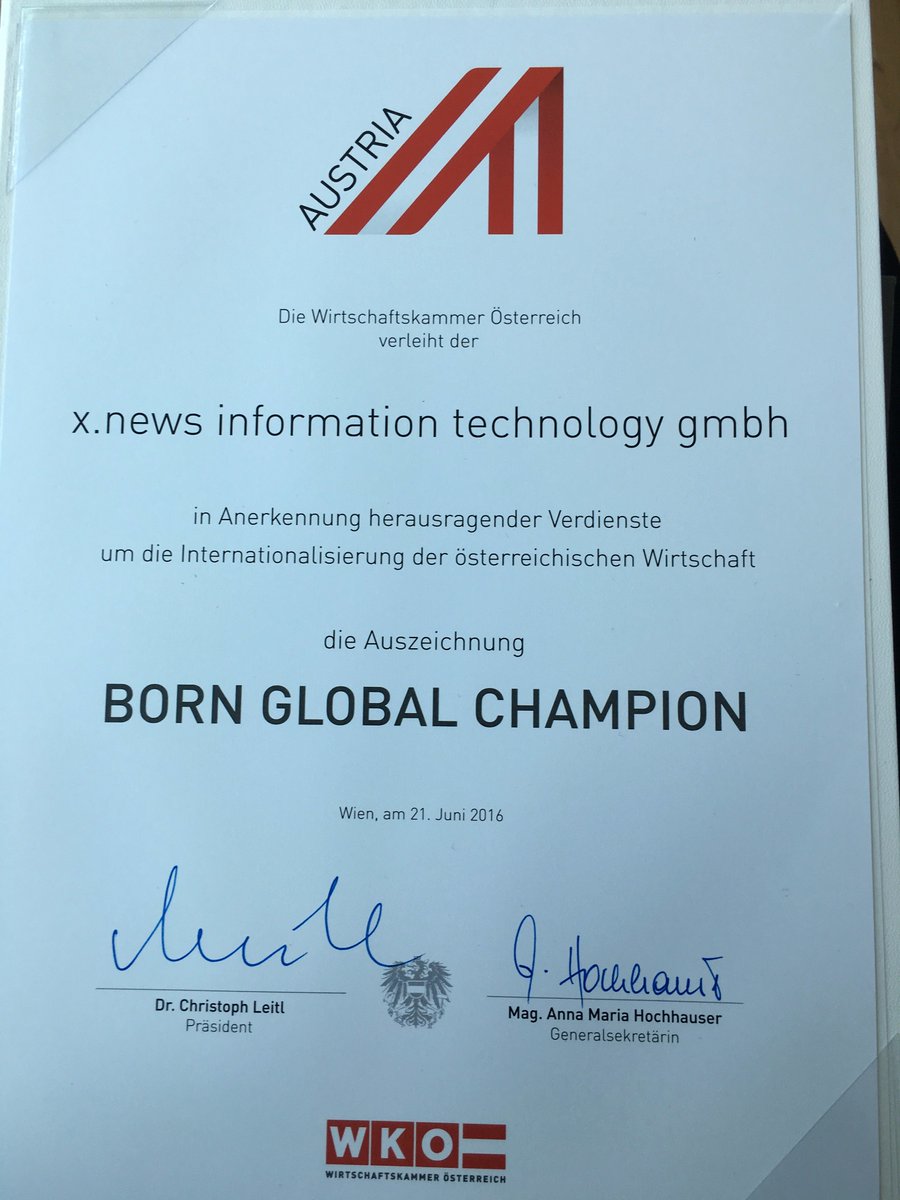 AUSTRIA
Die Wirtschaftskammer Österreich
verleiht der
x.news information technology gmbh
in Anerkennung herausragender Verdienste
um die Internationalisierung der österreichischen Wirtschaft
die Auszeichnung
BORN GLOBAL CHAMPION
Wien, am 21. Juni 2016
Dr. Christoph Leitl
Präsident
A. Hochhauser
Mag. Anna Maria Hochhauser
Generalsekretärin
WKO
WIRTSCHAFTSKAMMER ÖSTERREICH